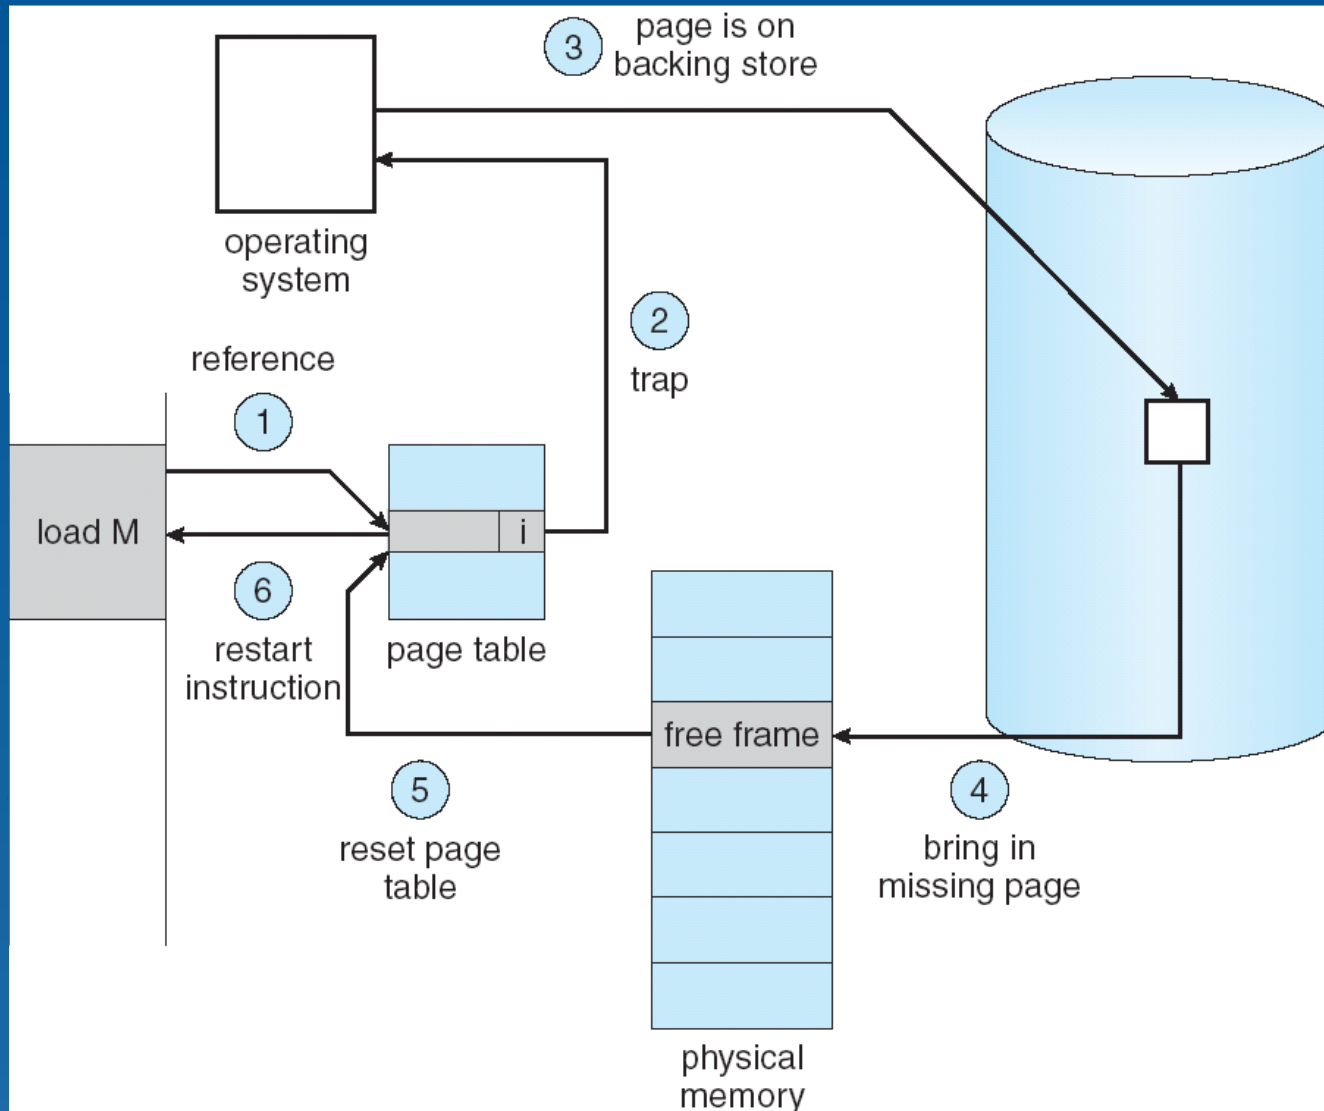 3
page is on
backing store
operating
system
2
trap
reference
1
load M
i
6
restart
instruction
page table
free frame
5
reset page
table
4
bring in
missing page
physical
memory